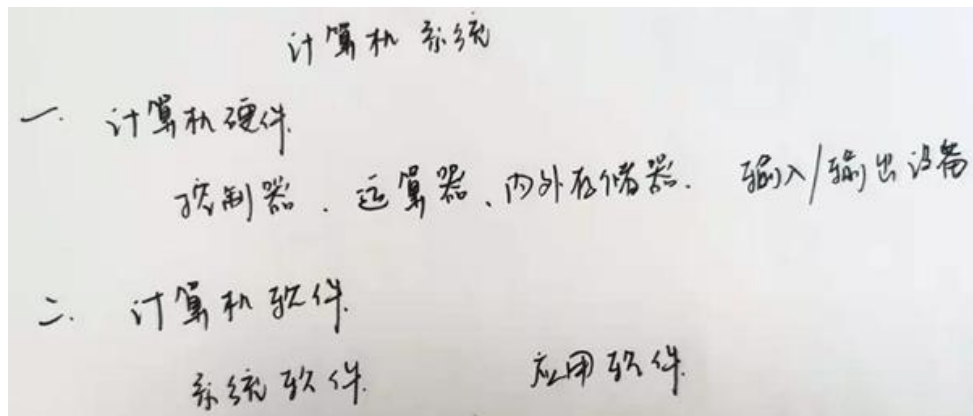 计算机系统
一. 计算机硬件.
控制器、运算器、内外存储器. 输入/输出设备
二. 计算机软件.
系统软件. 应用软件.